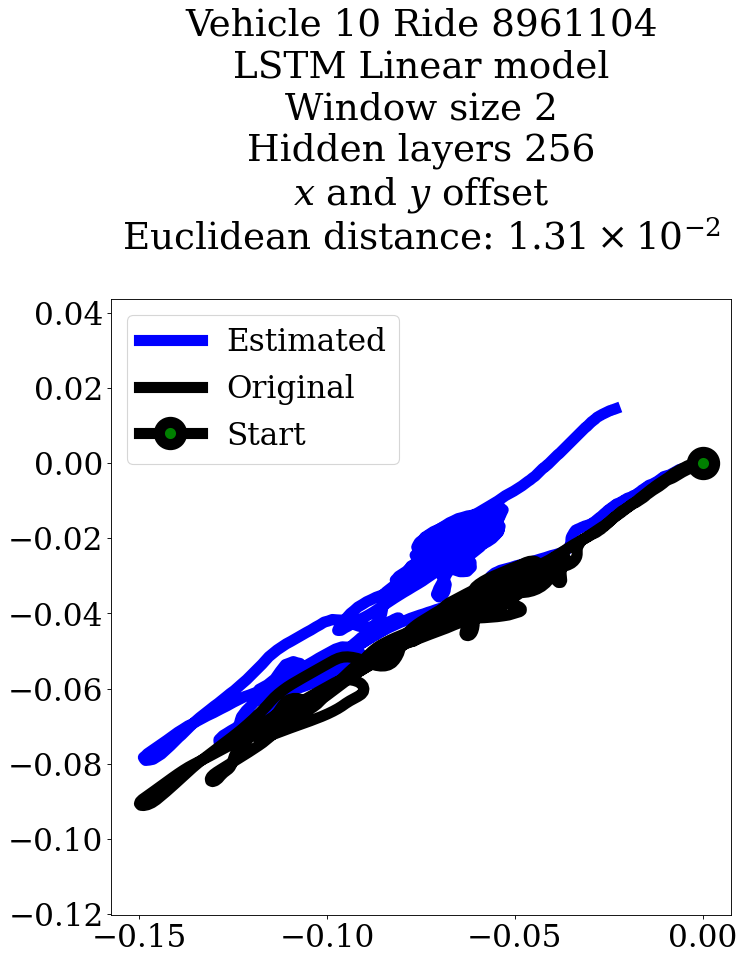 Vehicle 10 Ride 8961104
LSTM Linear model
Window size 2
Hidden layers 256
x and y offset
Euclidean distance: 1.31 × 10⁻²
Estimated
Original
Start
0.04
0.02
0.00
−0.02
−0.04
−0.06
−0.08
−0.10
−0.12
−0.15 −0.10 −0.05 0.00